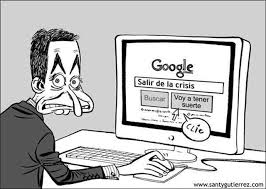 Google
Salir de la crisis
Buscar
Voy a tener
suerte
Clic
www.santygutierrez.com